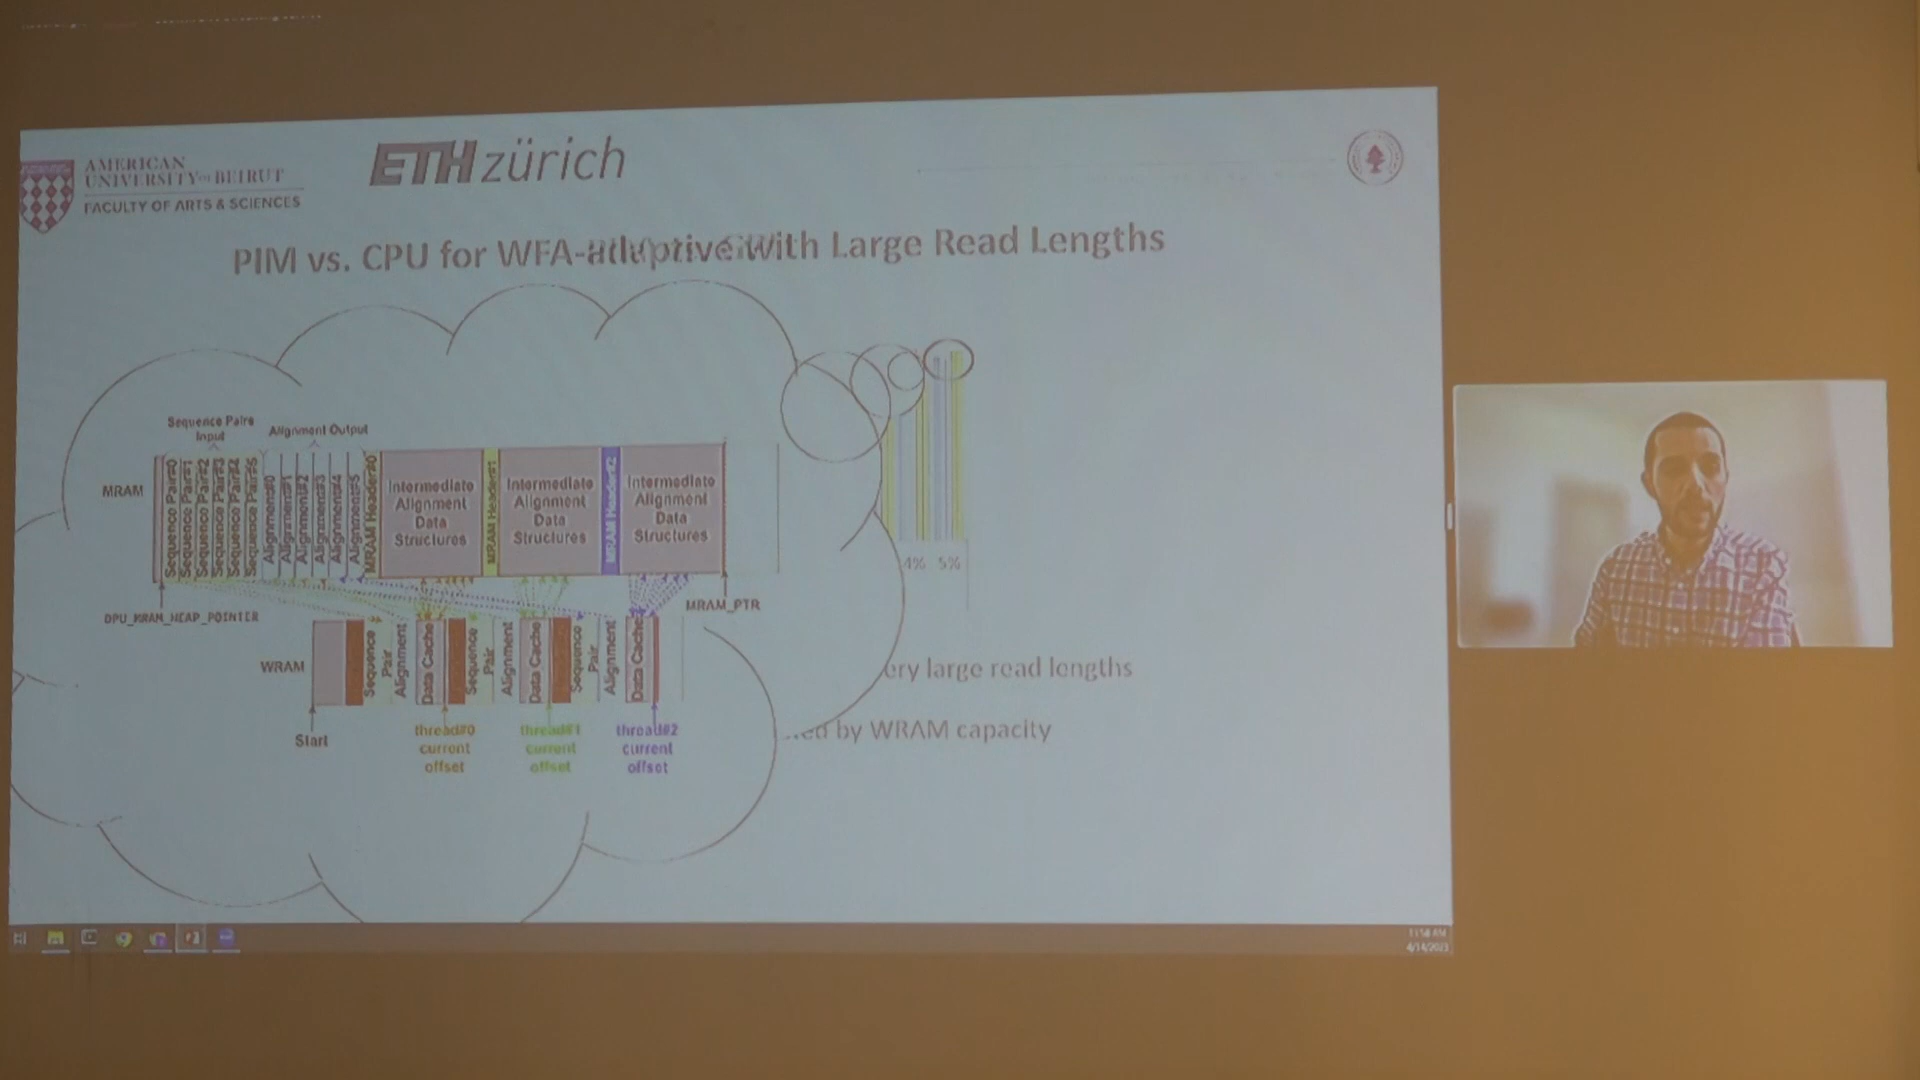 AMERICAN
UNIVERSITY OF BEIRUT
FACULTY OF ARTS & SCIENCES
ETH zürich
PIM vs. CPU for WFA-adaptive with Large Read Lengths
Sequence Pairs
Input
Alignment Output
MRAM
Sequence Pair#0
Sequence Pair#1
Sequence Pair#2
Sequence Pair#3
Sequence Pair#4
Sequence Pair#5
Alignment#0
Alignment#1
Alignment#2
Alignment#3
Alignment#4
Alignment#5
MRAM Header#0
Intermediate
Alignment
Data
Structures
MRAM Header#1
Intermediate
Alignment
Data
Structures
MRAM Header#2
Intermediate
Alignment
Data
Structures
4% 5%
DPU_MRAM_HEAP_POINTER
MRAM_PTR
WRAM
Sequence
Pair
Alignment
Data Cache
Sequence
Pair
Alignment
Data Cache
Sequence
Pair
Alignment
Data Cache
ery large read lengths
by WRAM capacity
Start
thread#0
current
offset
thread#1
current
offset
thread#2
current
offset
11:58 AM
4/14/2023